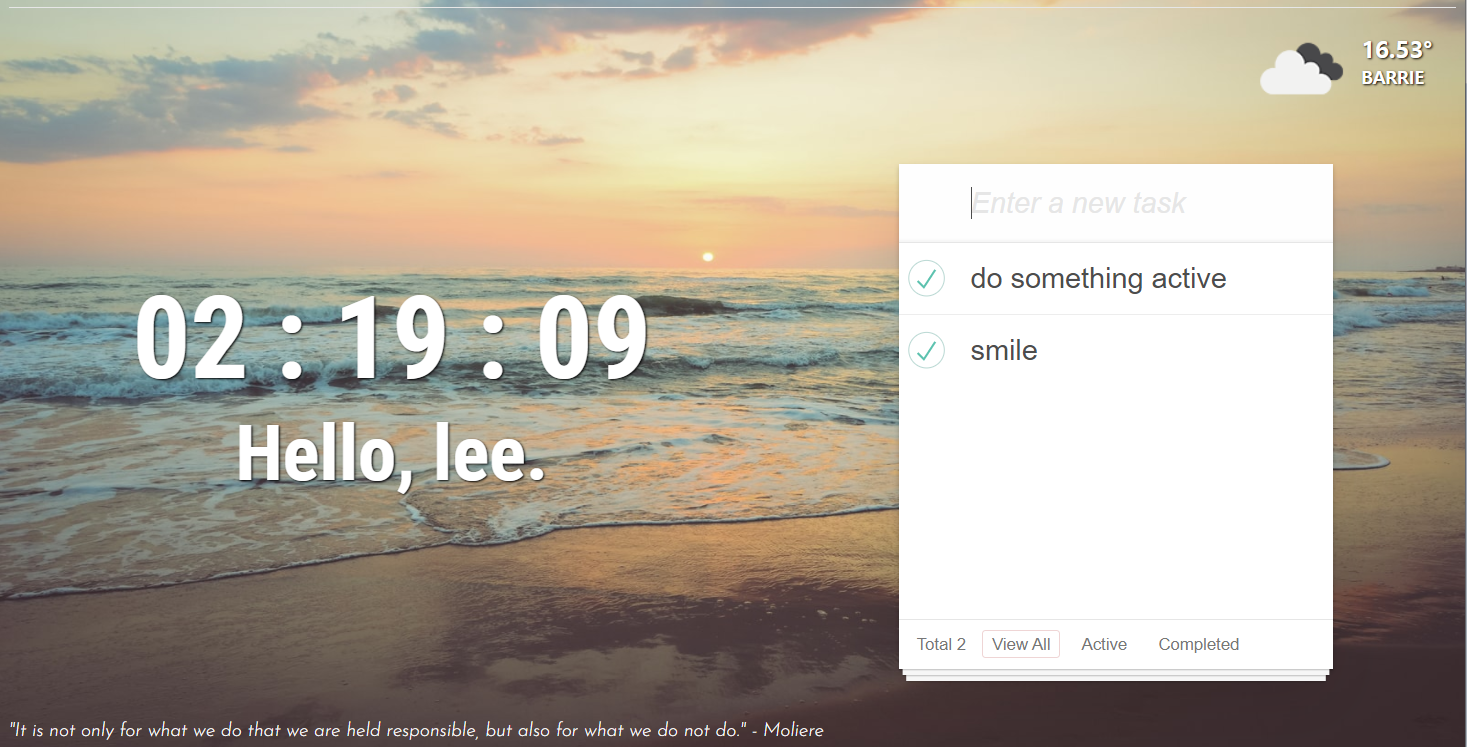 16.53°
BARRIE
Enter a new task
do something active
smile
02 : 19 : 09
Hello, lee.
Total 2 View All Active Completed
"It is not only for what we do that we are held responsible, but also for what we do not do." - Moliere